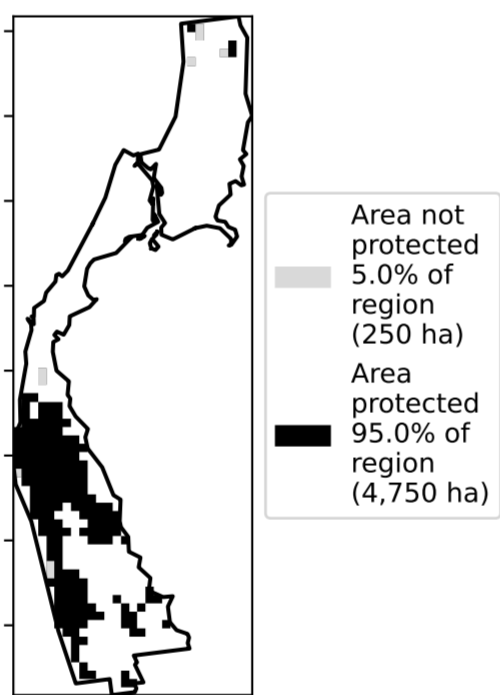 Area not
protected
5.0% of
region
(250 ha)
Area
protected
95.0% of
region
(4,750 ha)